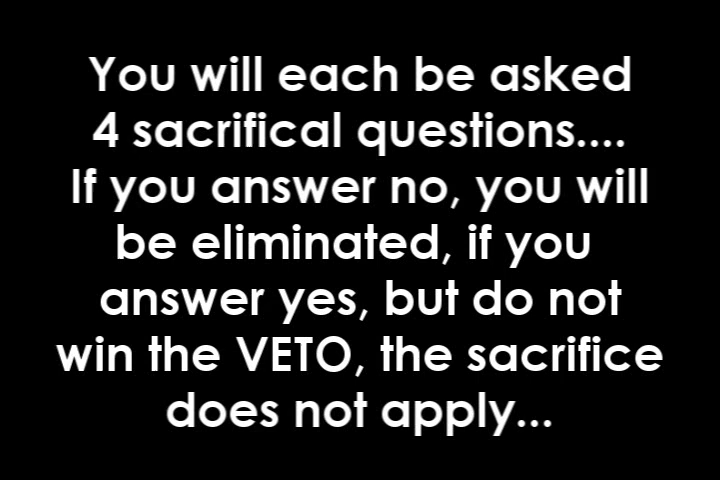 You will each be asked
4 sacrifical questions....
If you answer no, you will
be eliminated, if you
answer yes, but do not
win the VETO, the sacrifice
does not apply...